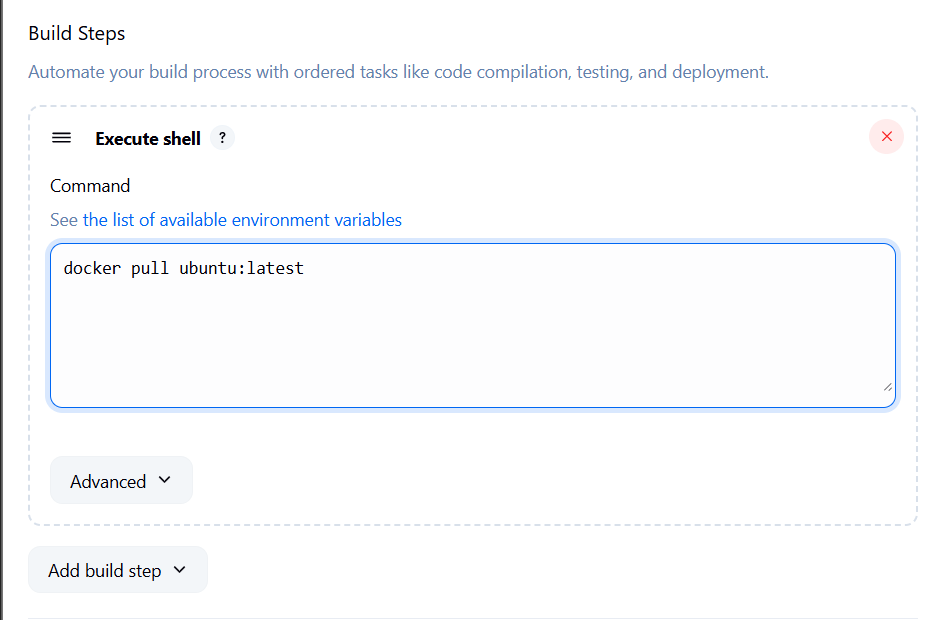 Build Steps
Automate your build process with ordered tasks like code compilation, testing, and deployment.
Execute shell ?
Command
See the list of available environment variables
docker pull ubuntu:latest
Advanced
Add build step